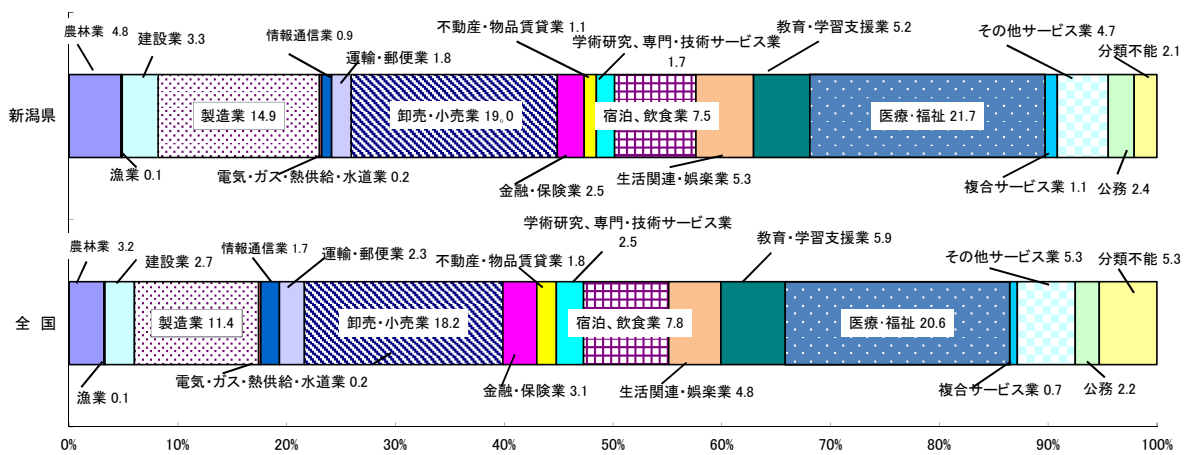 農林業 4.8
建設業 3.3
情報通信業 0.9
運輸・郵便業 1.8
不動産・物品賃貸業 1.1
学術研究、専門・技術サービス業
1.7
教育・学習支援業 5.2
その他サービス業 4.7
分類不能 2.1
新潟県
製造業 14.9
卸売・小売業 19。0
宿泊、飲食業 7.5
医療・福祉 21.7
漁業 0.1
電気・ガス・熱供給・水道業 0.2
金融・保険業 2.5
生活関連・娯楽業 5.3
複合サービス業 1.1
公務 2.4
農林業 3.2
建設業 2.7
情報通信業 1.7
運輸・郵便業 2.3
不動産・物品賃貸業 1.8
学術研究、専門・技術サービス業
2.5
教育・学習支援業 5.9
その他サービス業 5.3
分類不能 5.3
全 国
製造業 11.4
卸売・小売業 18.2
宿泊、飲食業 7.8
医療・福祉 20.6
漁業 0.1
電気・ガス・熱供給・水道業 0.2
金融・保険業 3.1
生活関連・娯楽業 4.8
複合サービス業 0.7
公務 2.2
0% 10% 20% 30% 40% 50% 60% 70% 80% 90% 100%